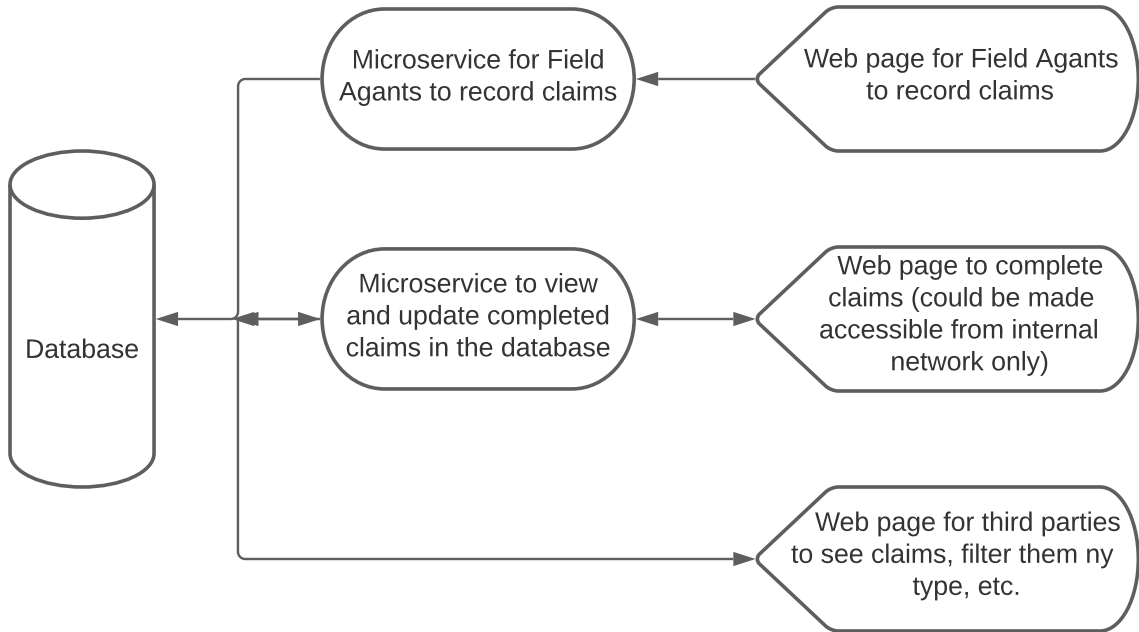 Microservice for Field
Agants to record claims
Web page for Field Agants
to record claims
Database
Microservice to view
and update completed
claims in the database
Web page to complete
claims (could be made
accessible from internal
network only)
Web page for third parties
to see claims, filter them ny
type, etc.